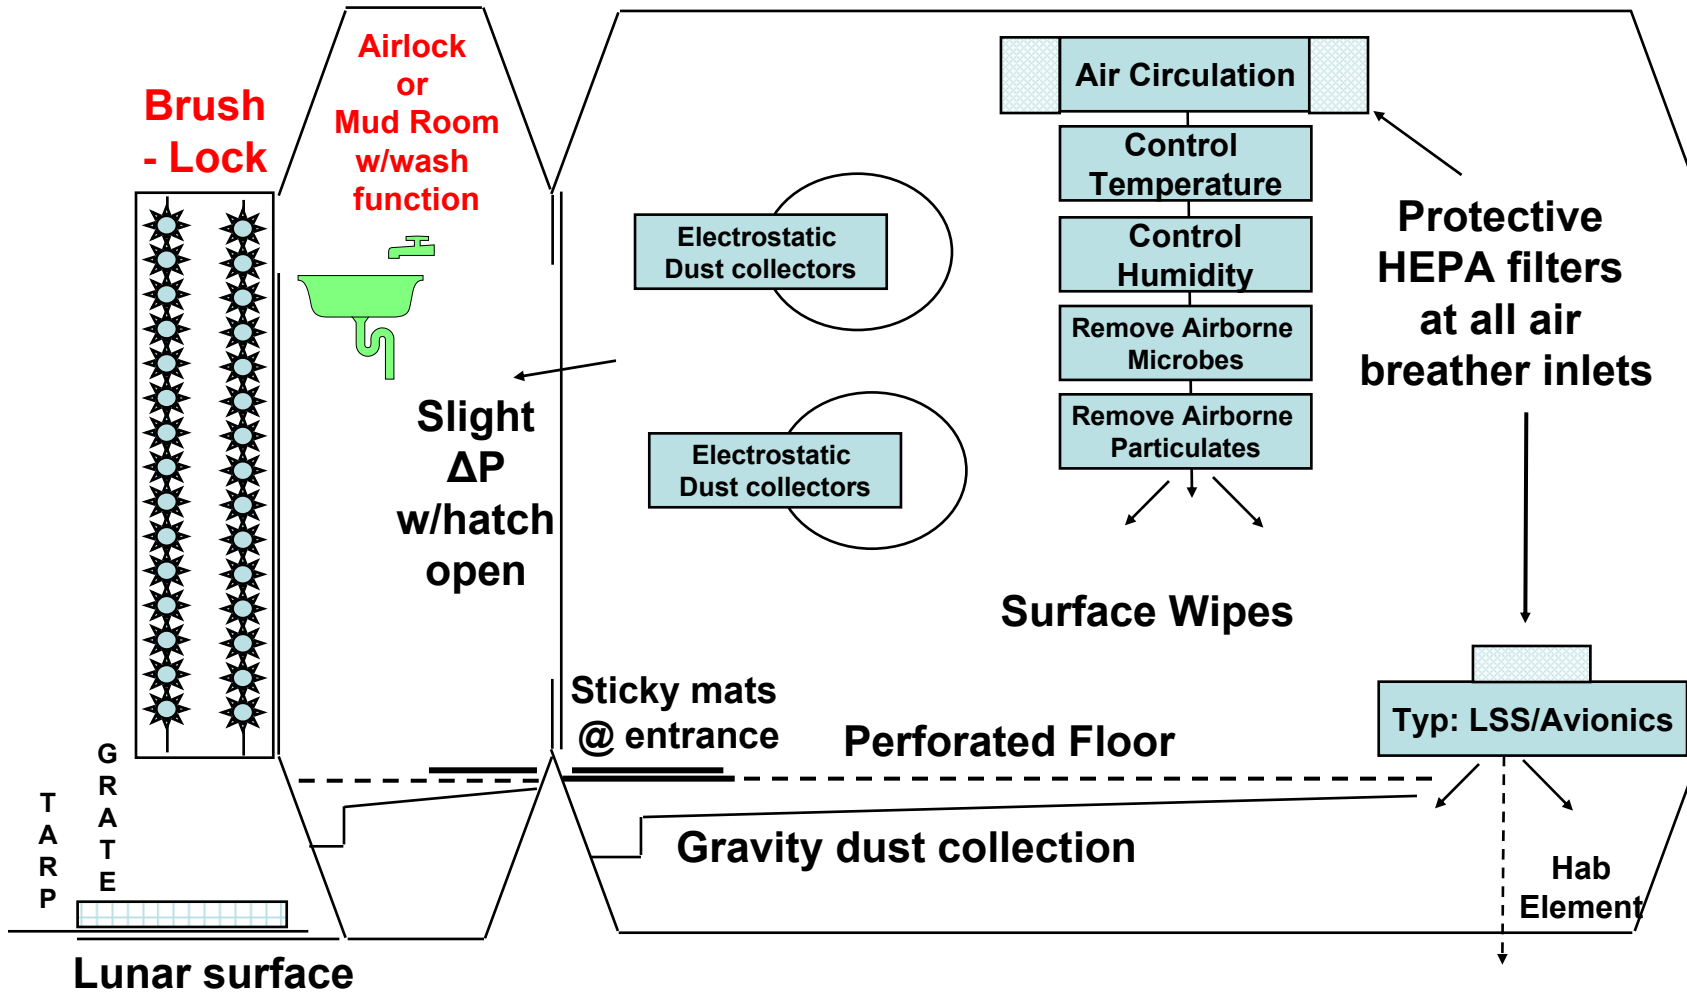 Airlock
or
Mud Room
w/wash
function
Brush
- Lock
Air Circulation
Control
Temperature
Control
Humidity
Remove Airborne
Microbes
Remove Airborne
Particulates
Electrostatic
Dust collectors
Electrostatic
Dust collectors
Protective
HEPA filters
at all air
breather inlets
Slight
ΔP
w/hatch
open
Surface Wipes
Sticky mats
@ entrance
Perforated Floor
Typ: LSS/Avionics
GRATE
TARP
Gravity dust collection
Hab
Element
Lunar surface